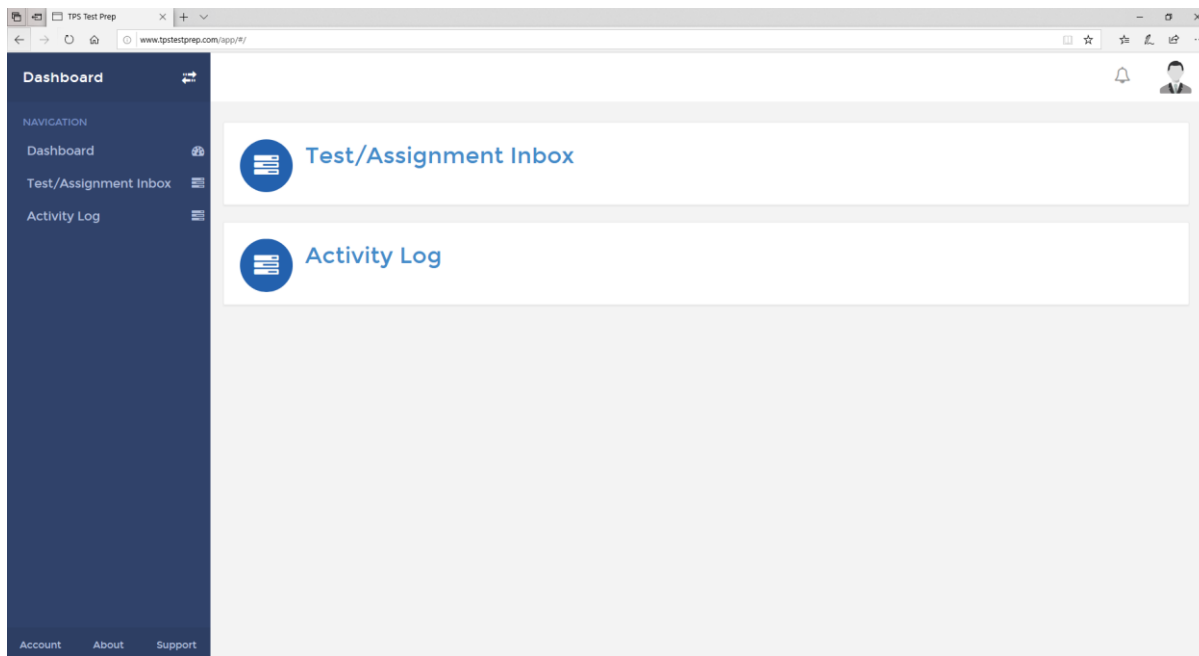 TPS Test Prep
www.tpstestprep.com/app/#/
Dashboard
NAVIGATION
Dashboard
Test/Assignment Inbox
Activity Log
Test/Assignment Inbox
Activity Log
Account About Support